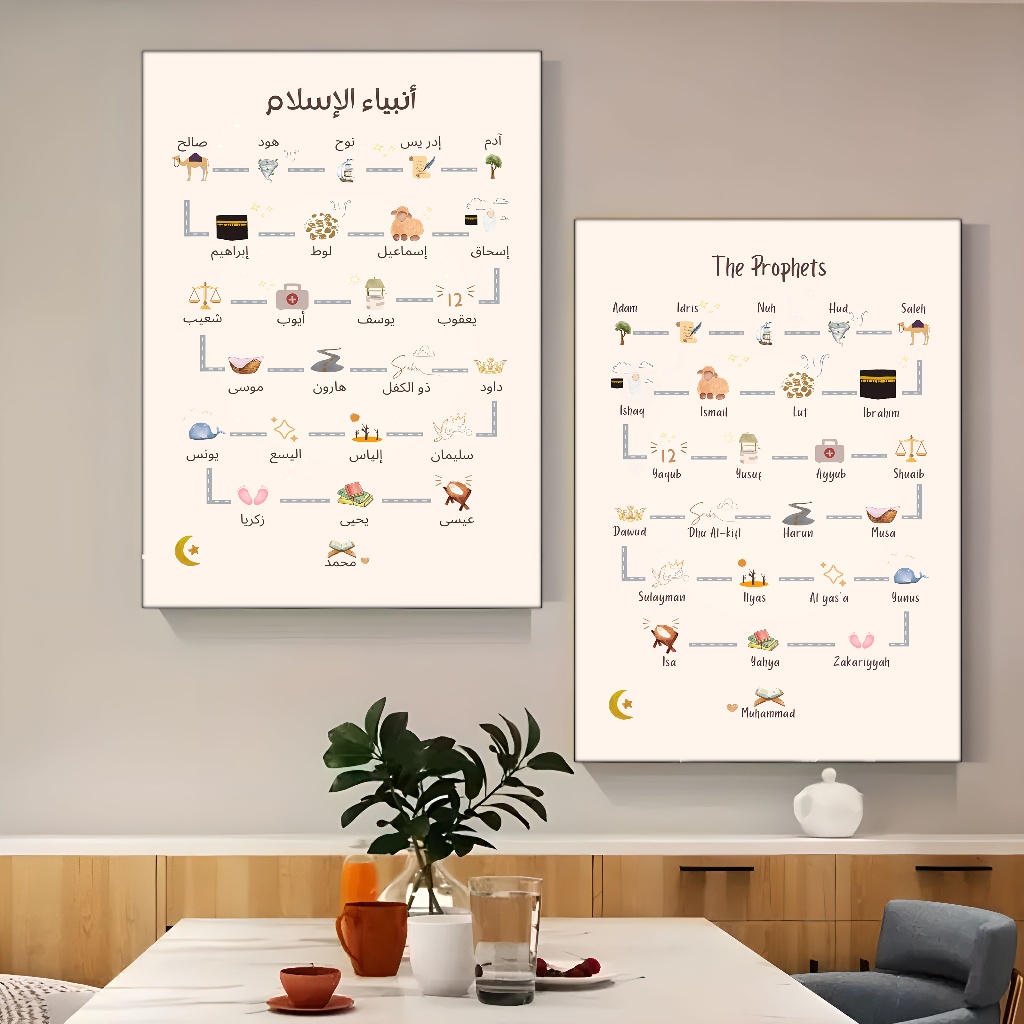 أنبياء الإسلام
آدم إدريس نوح هود صالح
إسحاق إسماعيل لوط إبراهيم
12
يعقوب يوسف أيوب شعيب
داود ذو الكفل هارون موسى
سليمان إلياس اليسع يونس
عيسى يحيى زكريا
محمد
The Prophets
Adam Idris Nuh Hud Saleh
Ishaq Ismail Lut Ibrahim
12
Yaqub Yusuf Ayyub Shuaib
Dawud Dhu Al-kifl Harun Musa
Sulayman Ilyas Al yas'a Yunus
Isa Yahya Zakariyyah
Muhammad